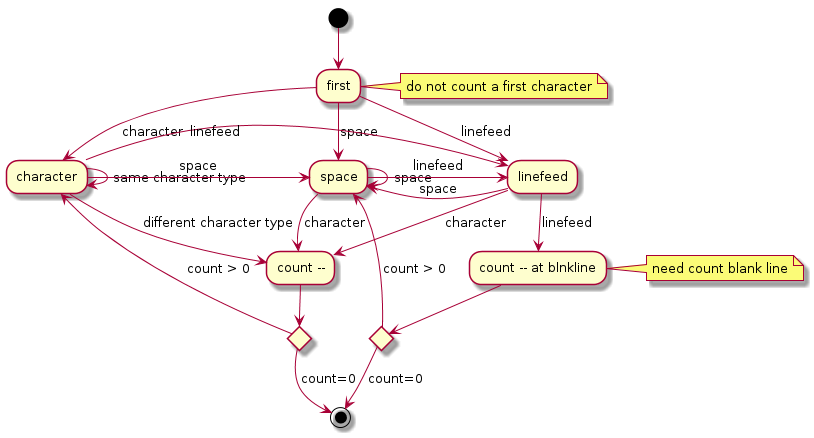 first
do not count a first character
character
linefeed
space
linefeed
character
space
same character type
space
linefeed
space
space
linefeed
different character type
character
character
linefeed
count --
count > 0
count > 0
count -- at blnkline
need count blank line
count=0
count=0